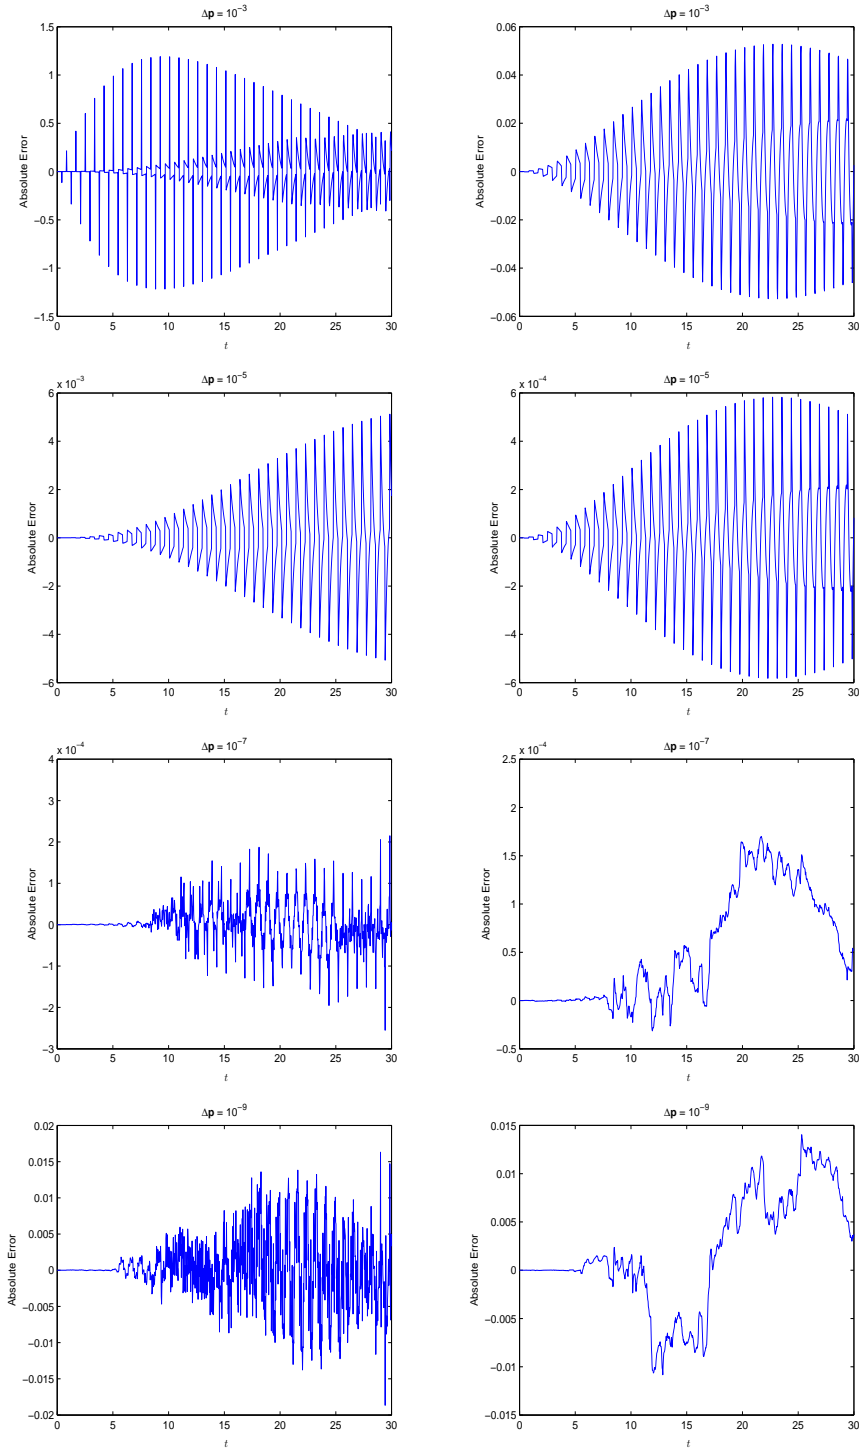 Δp = 10⁻³
1.5
1
0.5
0
−0.5
−1
−1.5
Absolute Error
0 5 10 15 20 25 30
t
Δp = 10⁻³
0.06
0.04
0.02
0
−0.02
−0.04
−0.06
Absolute Error
0 5 10 15 20 25 30
t
Δp = 10⁻⁵
x 10⁻³
6
4
2
0
−2
−4
−6
Absolute Error
0 5 10 15 20 25 30
t
Δp = 10⁻⁵
x 10⁻⁴
6
4
2
0
−2
−4
−6
Absolute Error
0 5 10 15 20 25 30
t
Δp = 10⁻⁷
x 10⁻⁴
4
3
2
1
0
−1
−2
−3
Absolute Error
0 5 10 15 20 25 30
t
Δp = 10⁻⁷
x 10⁻⁴
2.5
1.5
0.5
0
−0.5
Absolute Error
0 5 10 15 20 25 30
t
Δp = 10⁻⁹
0.02
0.015
0.01
0.005
0
−0.005
−0.01
−0.015
−0.02
Absolute Error
0 5 10 15 20 25 30
t
Δp = 10⁻⁹
0.015
0.01
0.005
0
−0.005
−0.01
−0.015
Absolute Error
0 5 10 15 20 25 30
t